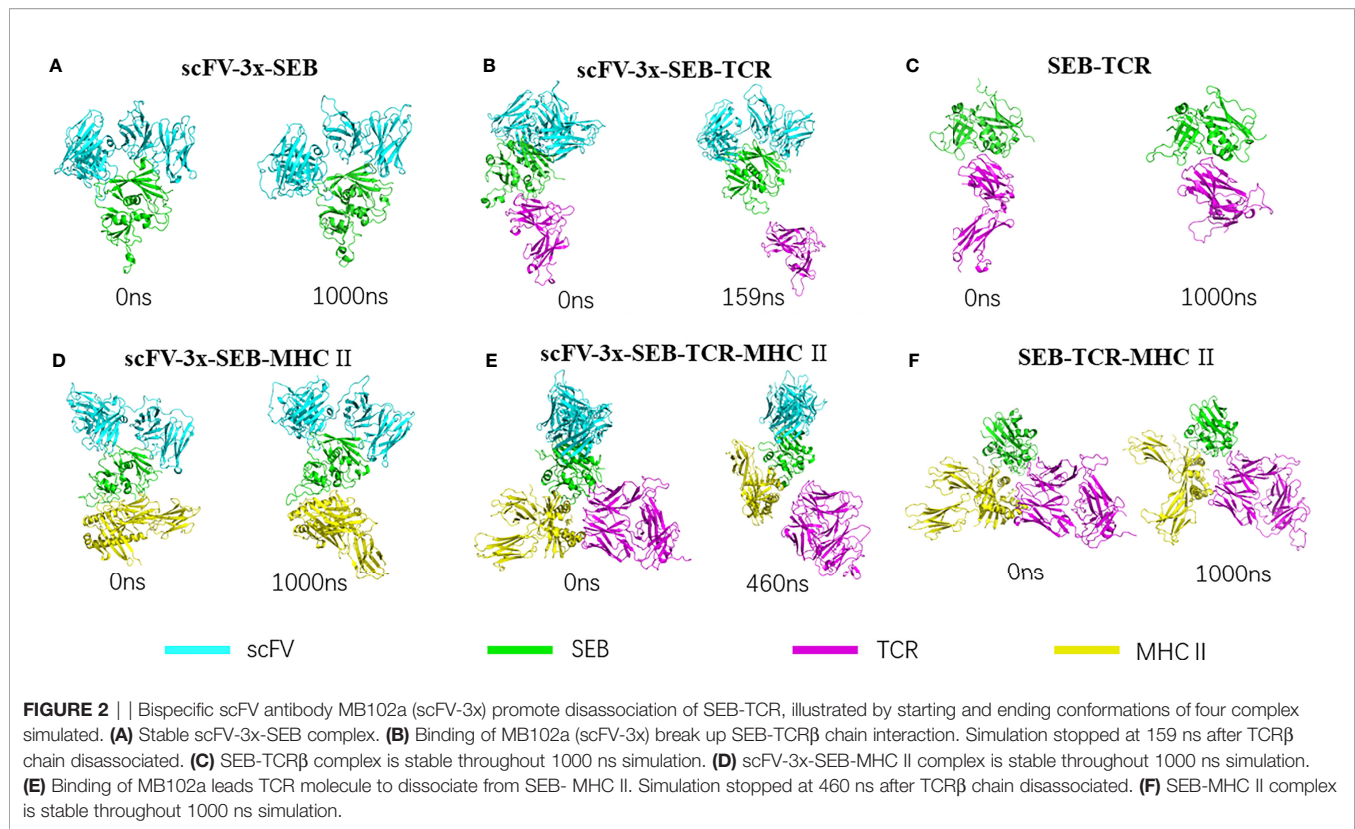 A scFV-3x-SEB
B scFV-3x-SEB-TCR
C SEB-TCR
0ns 1000ns
0ns 159ns
0ns 1000ns
D scFV-3x-SEB-MHC II
E scFV-3x-SEB-TCR-MHC II
F SEB-TCR-MHC II
0ns 1000ns
0ns 460ns
0ns 1000ns
scFV SEB TCR MHC II
FIGURE 2 | | Bispecific scFV antibody MB102a (scFV-3x) promote disassociation of SEB-TCR, illustrated by starting and ending conformations of four complex
simulated. (A) Stable scFV-3x-SEB complex. (B) Binding of MB102a (scFV-3x) break up SEB-TCRβ chain interaction. Simulation stopped at 159 ns after TCRβ
chain disassociated. (C) SEB-TCRβ complex is stable throughout 1000 ns simulation. (D) scFV-3x-SEB-MHC II complex is stable throughout 1000 ns simulation.
(E) Binding of MB102a leads TCR molecule to dissociate from SEB- MHC II. Simulation stopped at 460 ns after TCRβ chain disassociated. (F) SEB-MHC II complex
is stable throughout 1000 ns simulation.